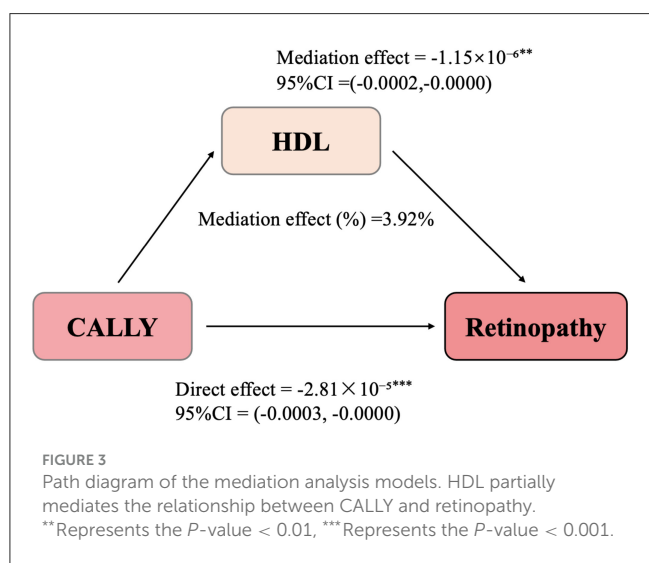 Mediation effect = -1.15×10⁻⁶**
95%CI =(-0.0002,-0.0000)
HDL
Mediation effect (%) =3.92%
CALLY
Retinopathy
Direct effect = -2.81×10⁻⁵***
95%CI = (-0.0003, -0.0000)
FIGURE 3
Path diagram of the mediation analysis models. HDL partially
mediates the relationship between CALLY and retinopathy.
**Represents the P-value < 0.01, ***Represents the P-value < 0.001.